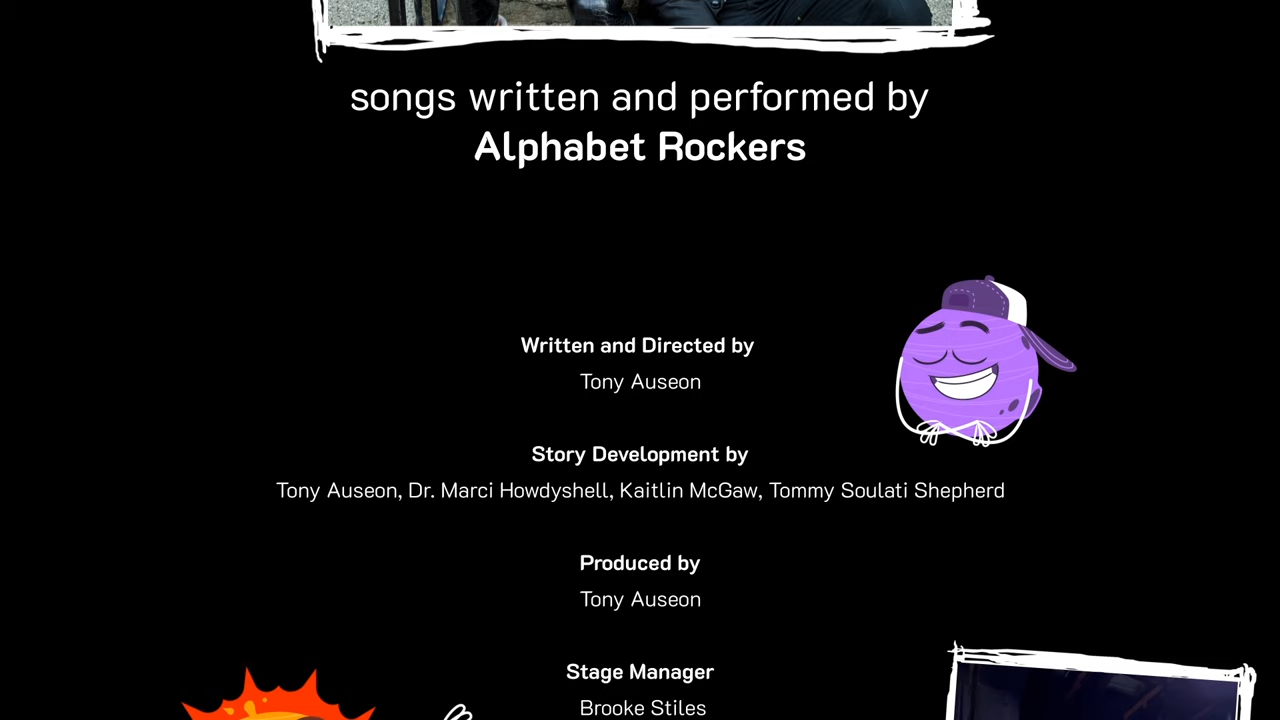 songs written and performed by
Alphabet Rockers
Written and Directed by
Tony Auseon
Story Development by
Tony Auseon, Dr. Marci Howdyshell, Kaitlin McGaw, Tommy Soulati Shepherd
Produced by
Tony Auseon
Stage Manager
Brooke Stiles